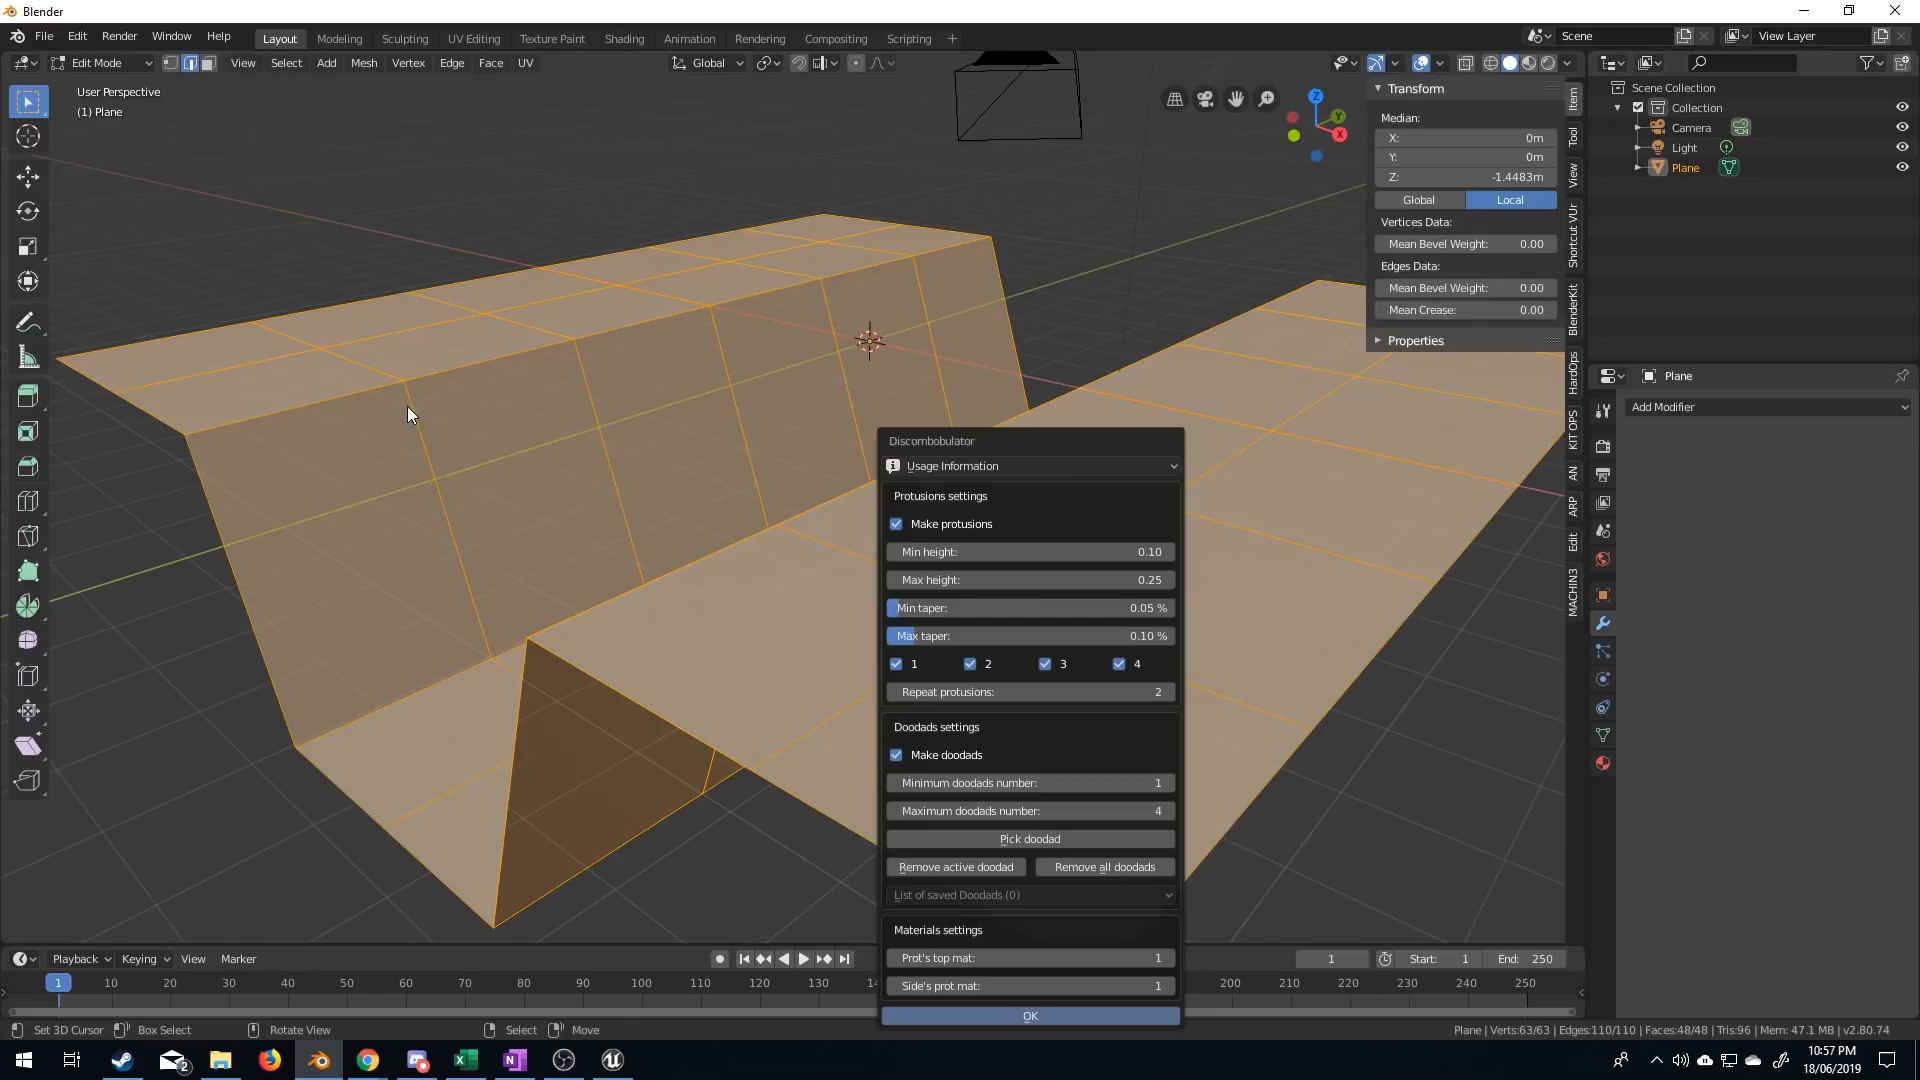 Blender
File Edit Render Window Help
Layout Modeling Sculpting UV Editing Texture Paint Shading Animation Rendering Compositing Scripting
Scene
View Layer
Edit Mode
View Select Add Mesh Vertex Edge Face UV
Global
User Perspective
(1) Plane
Z
Y
X
Transform
Median:
X: 0m
Y: 0m
Z: -1.4483m
Global Local
Vertices Data:
Mean Bevel Weight: 0.00
Edges Data:
Mean Bevel Weight: 0.00
Mean Crease: 0.00
Properties
Item
Tool
View
Shortcut VUr
BlenderKit
HardOps
KIT OPS
AN
ARP
Edit
MACHIN3
Scene Collection
Collection
Camera
Light
Plane
Plane
Add Modifier
Discombobulator
Usage Information
Protusions settings
Make protusions
Min height: 0.10
Max height: 0.25
Min taper: 0.05 %
Max taper: 0.10 %
1 2 3 4
Repeat protusions: 2
Doodads settings
Make doodads
Minimum doodads number: 1
Maximum doodads number: 4
Pick doodad
Remove active doodad Remove all doodads
List of saved Doodads (0)
Materials settings
Prot's top mat: 1
Side's prot mat: 1
OK
Playback Keying View Marker
1 Start: 1 End: 250
1 10 20 30 40 50 60 70 80 90 100 110 120 130 200 210 220 230 240 250
Set 3D Cursor Box Select Rotate View Select Move
Plane | Verts:63/63 | Edges:110/110 | Faces:48/48 | Tris:96 | Mem: 47.1 MB | v2.80.74
2
10:57 PM
18/06/2019